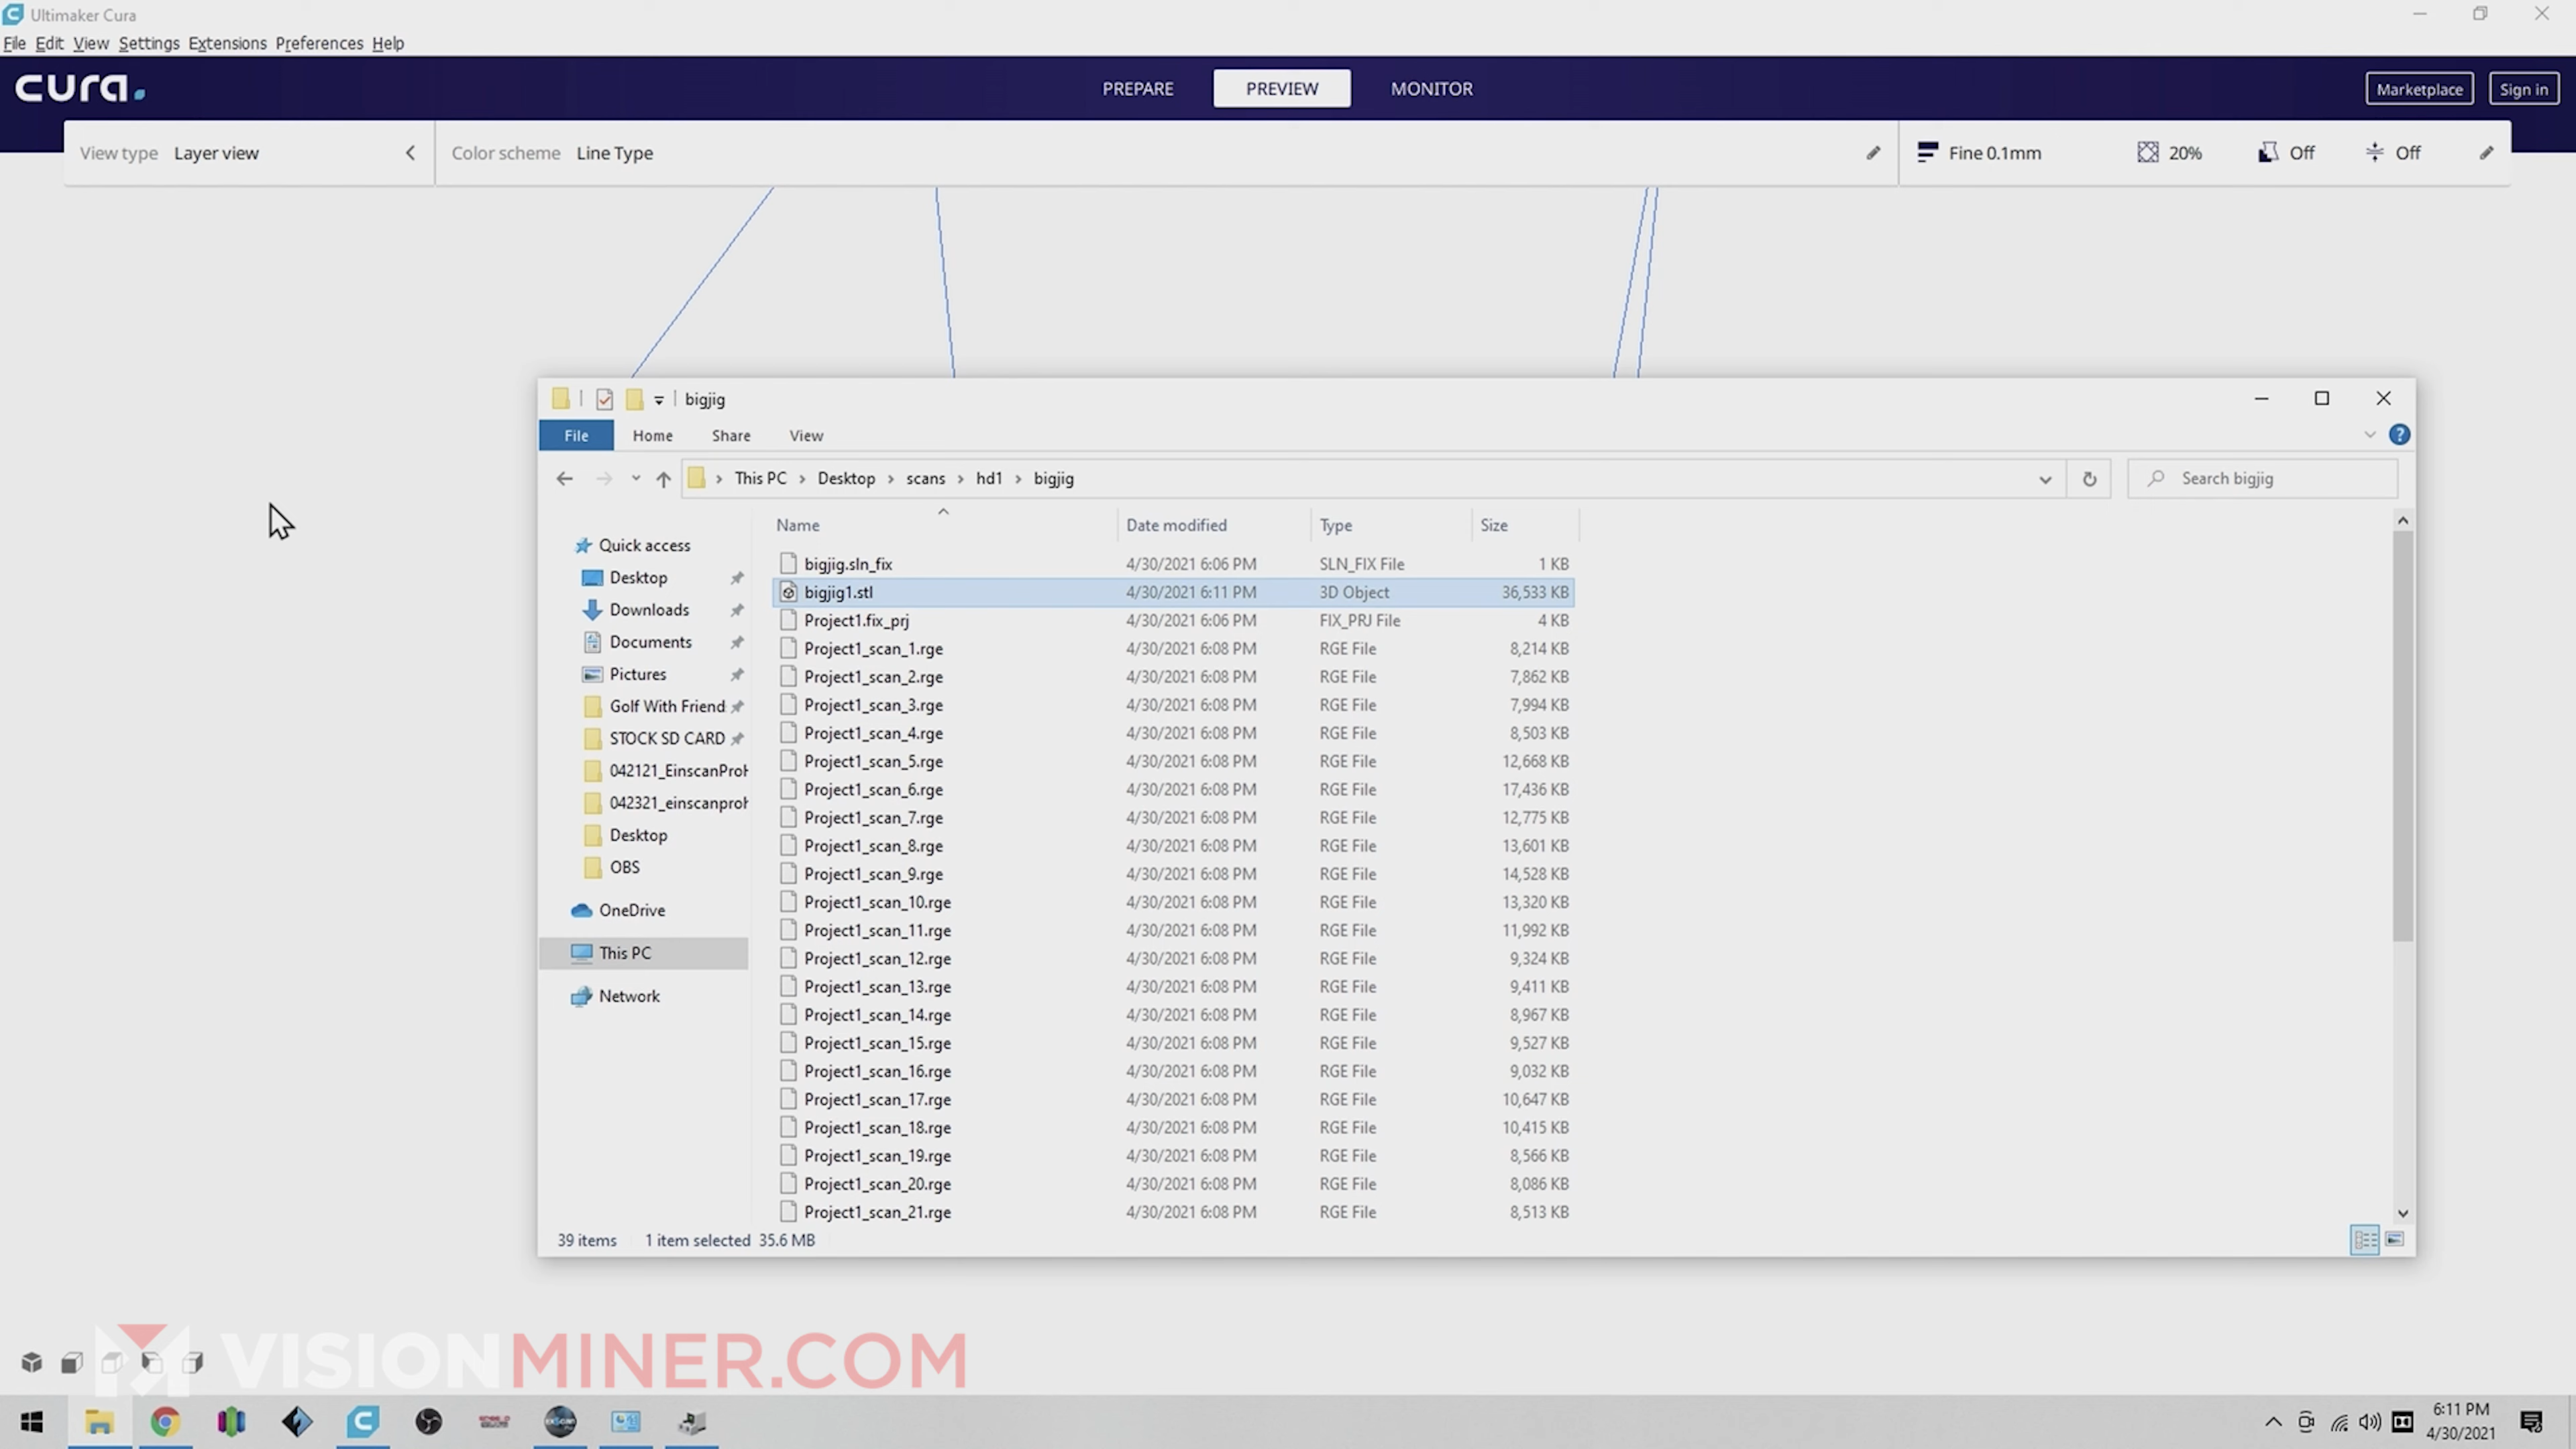 Ultimaker Cura
File Edit View Settings Extensions Preferences Help
cura.
PREPARE PREVIEW MONITOR
Marketplace Sign in
View type Layer view
Color scheme Line Type
Fine 0.1mm 20% Off Off
bigjig
File Home Share View
This PC > Desktop > scans > hd1 > bigjig
Search bigjig
Name Date modified Type Size
Quick access
Desktop
Downloads
Documents
Pictures
Golf With Friend
STOCK SD CARD
042121_EinscanProH
042321_einscanproh
Desktop
OBS
OneDrive
This PC
Network
bigjig.sln_fix 4/30/2021 6:06 PM SLN_FIX File 1 KB
bigjig1.stl 4/30/2021 6:11 PM 3D Object 36,533 KB
Project1.fix_prj 4/30/2021 6:06 PM FIX_PRJ File 4 KB
Project1_scan_1.rge 4/30/2021 6:08 PM RGE File 8,214 KB
Project1_scan_2.rge 4/30/2021 6:08 PM RGE File 7,862 KB
Project1_scan_3.rge 4/30/2021 6:08 PM RGE File 7,994 KB
Project1_scan_4.rge 4/30/2021 6:08 PM RGE File 8,503 KB
Project1_scan_5.rge 4/30/2021 6:08 PM RGE File 12,668 KB
Project1_scan_6.rge 4/30/2021 6:08 PM RGE File 17,436 KB
Project1_scan_7.rge 4/30/2021 6:08 PM RGE File 12,775 KB
Project1_scan_8.rge 4/30/2021 6:08 PM RGE File 13,601 KB
Project1_scan_9.rge 4/30/2021 6:08 PM RGE File 14,528 KB
Project1_scan_10.rge 4/30/2021 6:08 PM RGE File 13,320 KB
Project1_scan_11.rge 4/30/2021 6:08 PM RGE File 11,992 KB
Project1_scan_12.rge 4/30/2021 6:08 PM RGE File 9,324 KB
Project1_scan_13.rge 4/30/2021 6:08 PM RGE File 9,411 KB
Project1_scan_14.rge 4/30/2021 6:08 PM RGE File 8,967 KB
Project1_scan_15.rge 4/30/2021 6:08 PM RGE File 9,527 KB
Project1_scan_16.rge 4/30/2021 6:08 PM RGE File 9,032 KB
Project1_scan_17.rge 4/30/2021 6:08 PM RGE File 10,647 KB
Project1_scan_18.rge 4/30/2021 6:08 PM RGE File 10,415 KB
Project1_scan_19.rge 4/30/2021 6:08 PM RGE File 8,566 KB
Project1_scan_20.rge 4/30/2021 6:08 PM RGE File 8,086 KB
Project1_scan_21.rge 4/30/2021 6:08 PM RGE File 8,513 KB
39 items 1 item selected 35.6 MB
VISIONMINER.COM
6:11 PM
4/30/2021